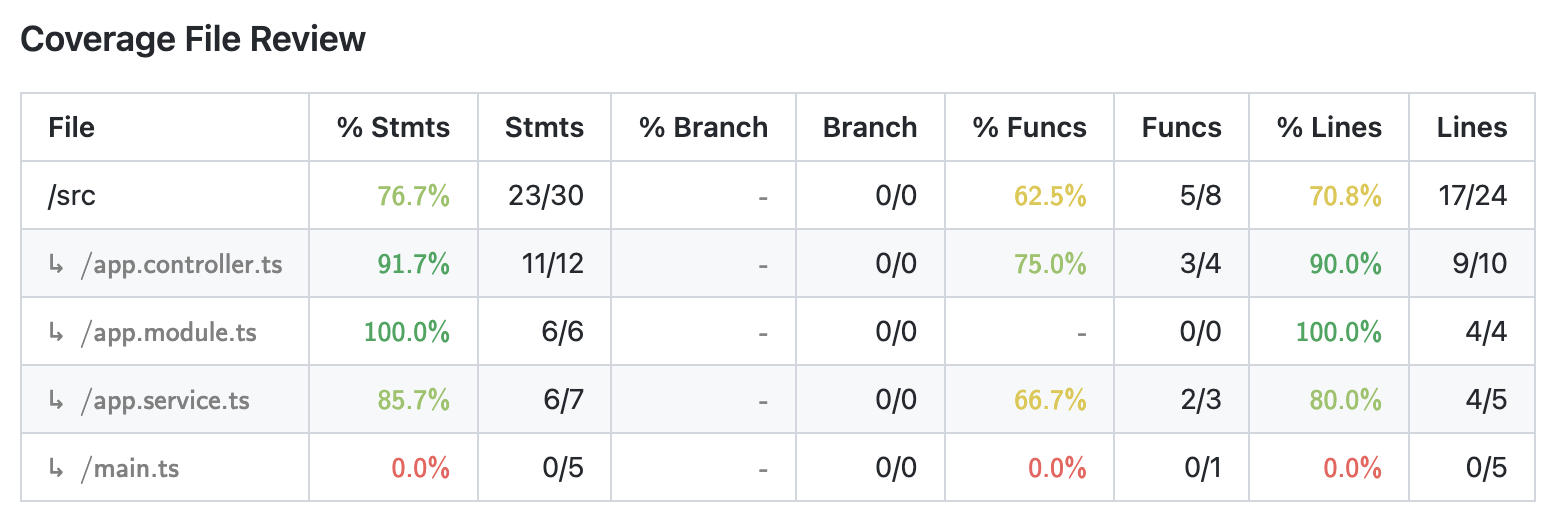 Coverage File Review
File % Stmts Stmts % Branch Branch % Funcs Funcs % Lines Lines
/src 76.7% 23/30 - 0/0 62.5% 5/8 70.8% 17/24
↳ /app.controller.ts 91.7% 11/12 - 0/0 75.0% 3/4 90.0% 9/10
↳ /app.module.ts 100.0% 6/6 - 0/0 - 0/0 100.0% 4/4
↳ /app.service.ts 85.7% 6/7 - 0/0 66.7% 2/3 80.0% 4/5
↳ /main.ts 0.0% 0/5 - 0/0 0.0% 0/1 0.0% 0/5